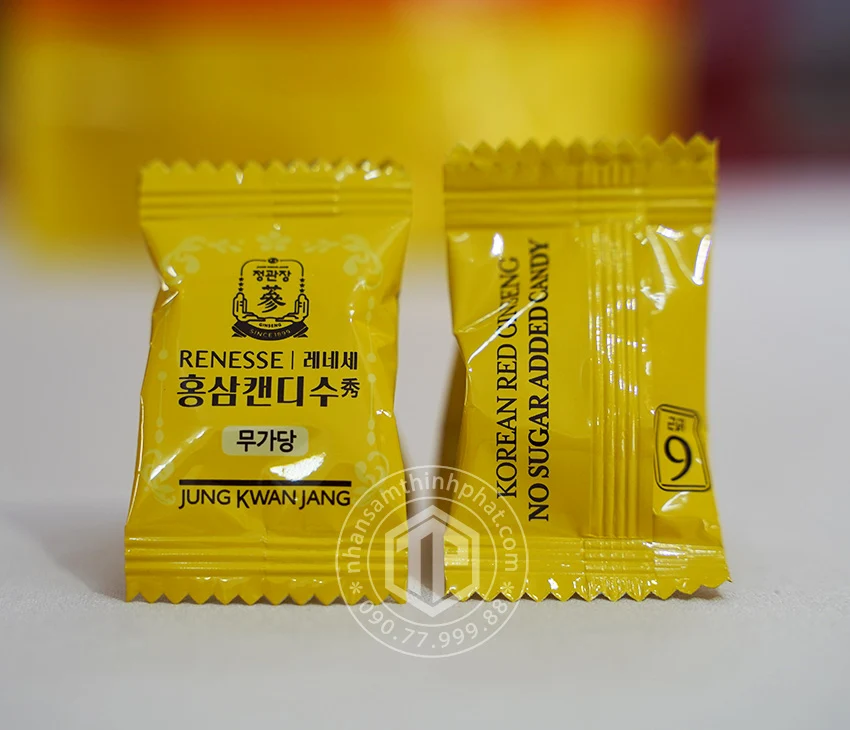 정관장
蔘
GINSENG
SINCE 1899
RENESSE | 레네세
홍삼캔디수秀
무가당
JUNG KWAN JANG
KOREAN RED GINSENG
NO SUGAR ADDED CANDY
9
nhansamthinhphat.com
090.77.999.88